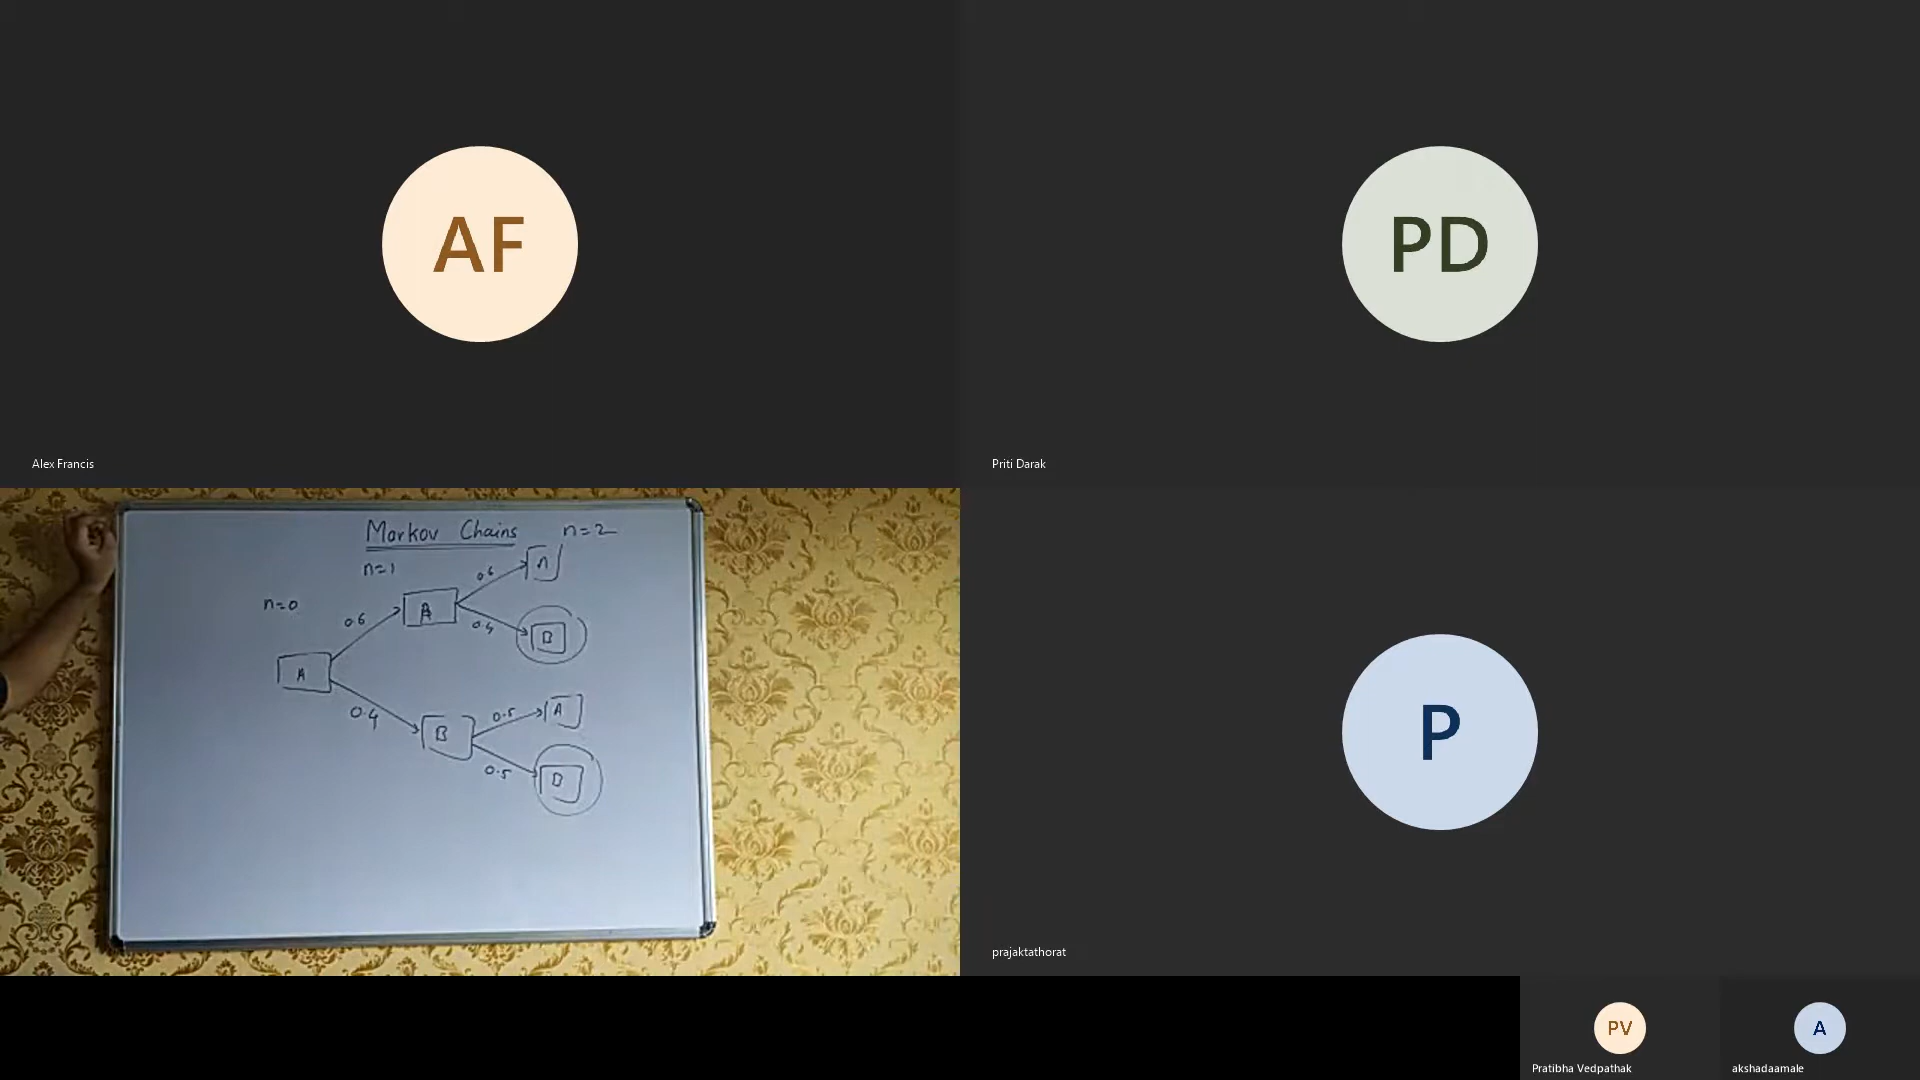 AF
Alex Francis
PD
Priti Darak
Markov Chains
n=2
n=1
n=0
0.6
A
0.6
0.4
B
A
0.4
B
0.5
A
0.5
B
P
prajaktathorat
PV
Pratibha Vedpathak
A
akshadaamale